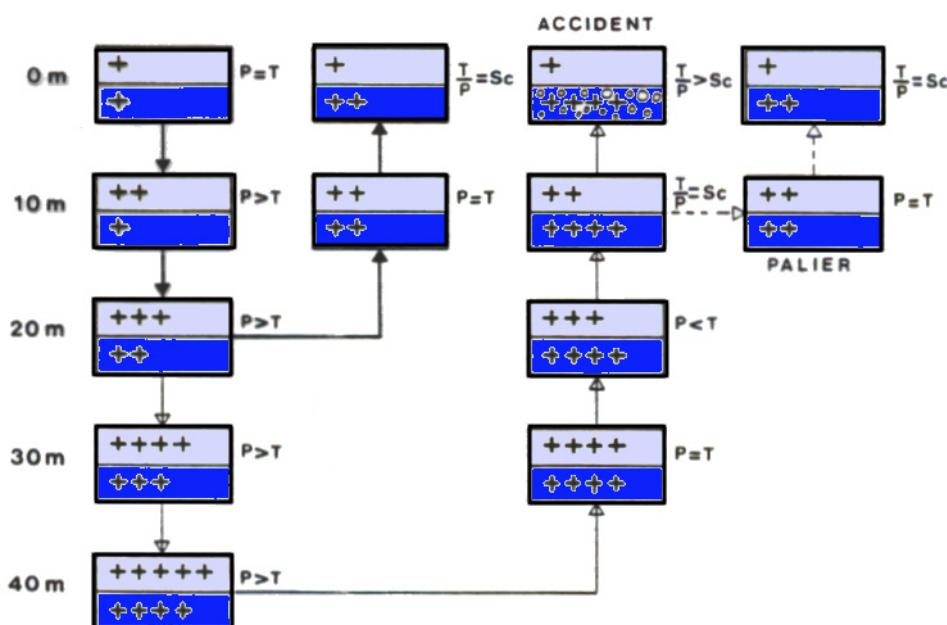 ACCIDENT
0 m
+
+
P=T
+
++
T/P=Sc
+
++++
T/P>Sc
+
++
T/P=Sc
10 m
++
+
P>T
++
++
P=T
++
++++
T/P=Sc
++
++
P=T
PALIER
20 m
+++
++
P>T
+++
++++
P<T
30 m
++++
+++
P>T
++++
++++
P=T
40 m
+++++
++++
P>T